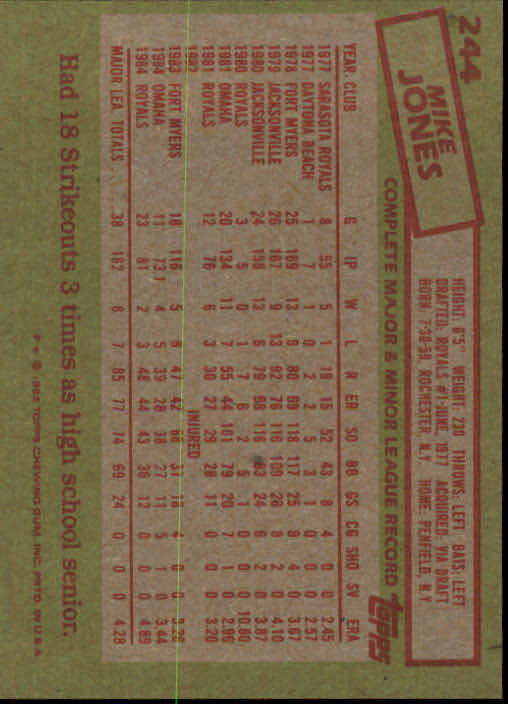 244
MIKE
JONES
HEIGHT: 6'5" WEIGHT: 230 THROWS: LEFT BATS: LEFT
DRAFTED: ROYALS #1-JUNE, 1977 ACQUIRED: VIA DRAFT
BORN: 7-30-59, ROCHESTER, N.Y. HOME: PENFIELD, N.Y.
COMPLETE MAJOR & MINOR LEAGUE RECORD topps
YEAR CLUB G IP W L R ER SO BB GS CG SHO SV ERA
1977 SARASOTA ROYALS 8 55 5 1 18 15 52 43 8 4 0 0 2.45
1977 DAYTONA BEACH 1 7 1 0 2 2 5 3 1 0 0 0 2.57
1978 FORT MYERS 25 169 13 9 80 69 118 117 25 9 4 0 3.67
1979 JACKSONVILLE 26 167 9 13 92 76 116 26 8 2 0 4.10
1980 JACKSONVILLE 24 158 13 6 79 68 116 24 6 2 0 3.87
1980 ROYALS 3 5 0 1 7 6 2 5 1 0 0 0 10.80
1981 OMAHA 20 134 11 7 55 44 101 79 20 7 1 0 2.96
1981 ROYALS 12 76 6 3 30 27 29 28 11 0 0 0 3.20
1982 INJURED
1983 FORT MYERS 18 116 5 6 47 42 66 31 18 4 0 0 3.26
1984 OMAHA 11 73.1 4 5 39 28 38 27 11 5 1 0 3.44
1984 ROYALS 23 81 2 3 48 44 43 36 12 0 0 0 4.89
MAJOR LEA. TOTALS 38 162 8 7 85 77 74 69 24 0 0 0 4.28
Had 18 Strikeouts 3 times as high school senior.
© 1985 TOPPS CHEWING GUM, INC. PRTD. IN U.S.A.